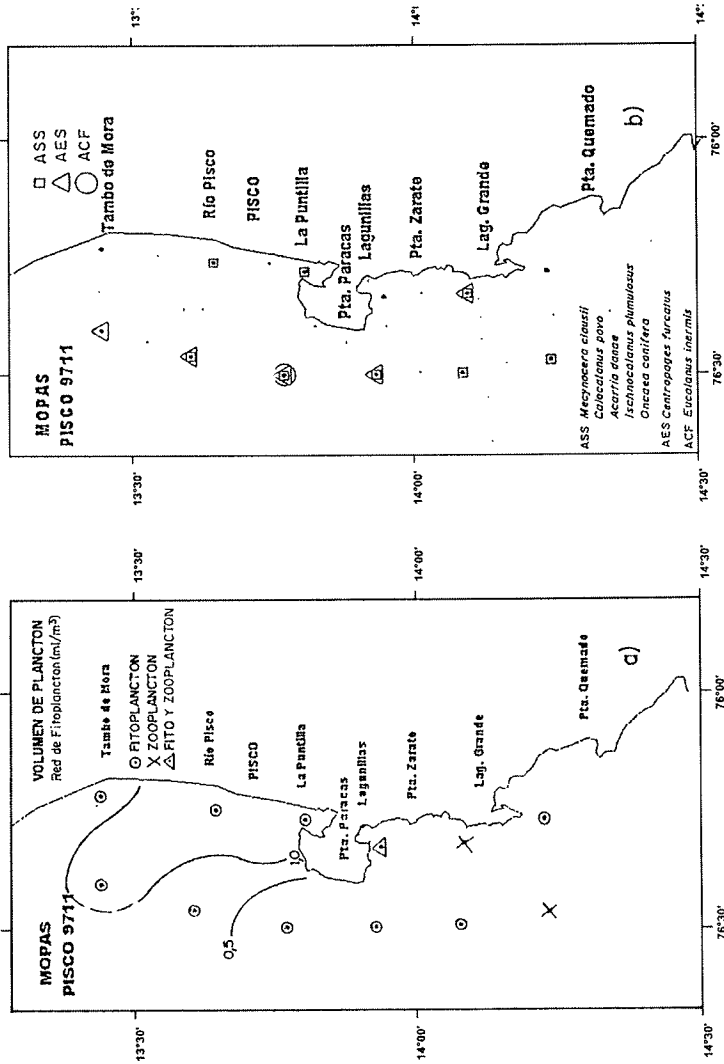 MOPAS
PISCO 9711
VOLUMEN DE PLANCTON
Red de Fitoplancton (ml/m³)
Tambo de Mora
FITOPLANCTON
ZOOPLANCTON
FITO Y ZOOPLANCTON
Río Pisco
PISCO
La Puntilla
Pta. Paracas
Lagunillas
Pta. Zarate
Lag. Grande
Pta. Quemado
1,0
0,5
a)
13°30'
14°00'
14°30'
13°30'
14°00'
14°30'
76°30'
76°00'
MOPAS
PISCO 9711
ASS
AES
ACF
Tambo de Mora
Río Pisco
PISCO
La Puntilla
Pta. Paracas
Lagunillas
Pta. Zarate
Lag. Grande
Pta. Quemado
b)
ASS Mecynocera clausii
Calocalanus pavo
Acartia danae
Ischnocalanus plumulosus
Oncaea conifera
AES Centropages furcatus
ACF Eucalanus inermis
13°30'
14°00'
14°30'
76°30'
76°00'